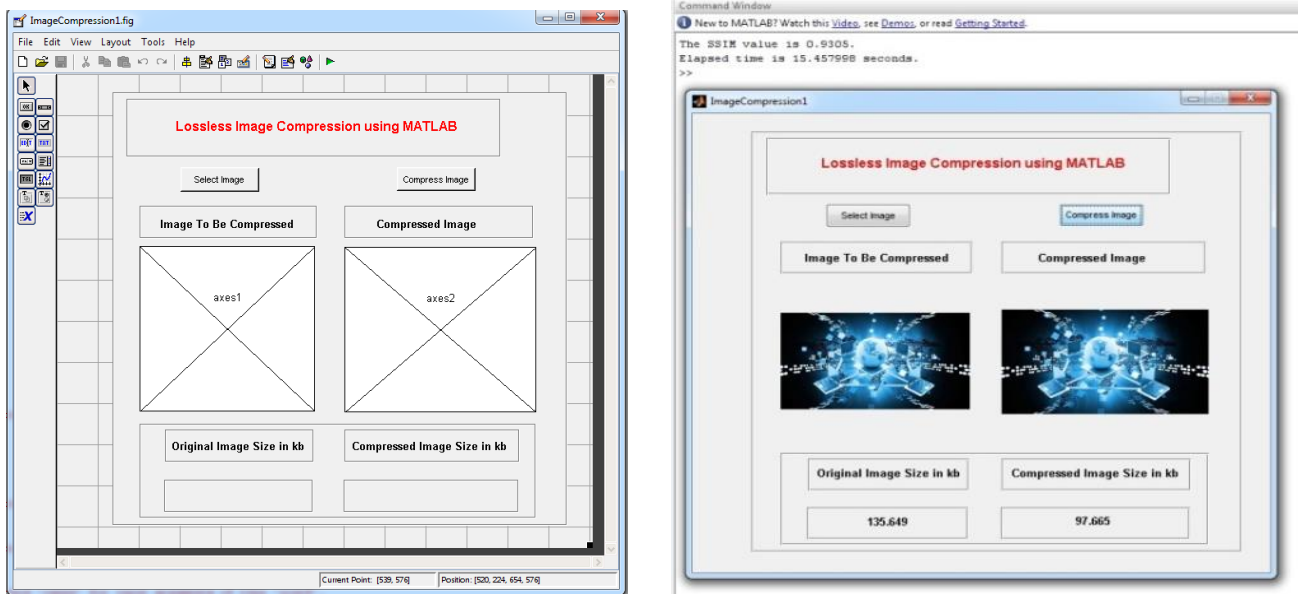 ImageCompression1.fig
File Edit View Layout Tools Help
Lossless Image Compression using MATLAB
Select Image Compress Image
Image To Be Compressed Compressed Image
axes1 axes2
Original Image Size in kb Compressed Image Size in kb
Current Point: [539, 576] Position: [520, 224, 654, 576]
Command Window
New to MATLAB? Watch this Video, see Demos, or read Getting Started.
The SSIM value is 0.9305.
Elapsed time is 15.457998 seconds.
>>
ImageCompression1
Lossless Image Compression using MATLAB
Select Image Compress Image
Image To Be Compressed Compressed Image
Original Image Size in kb Compressed Image Size in kb
135.649 97.665